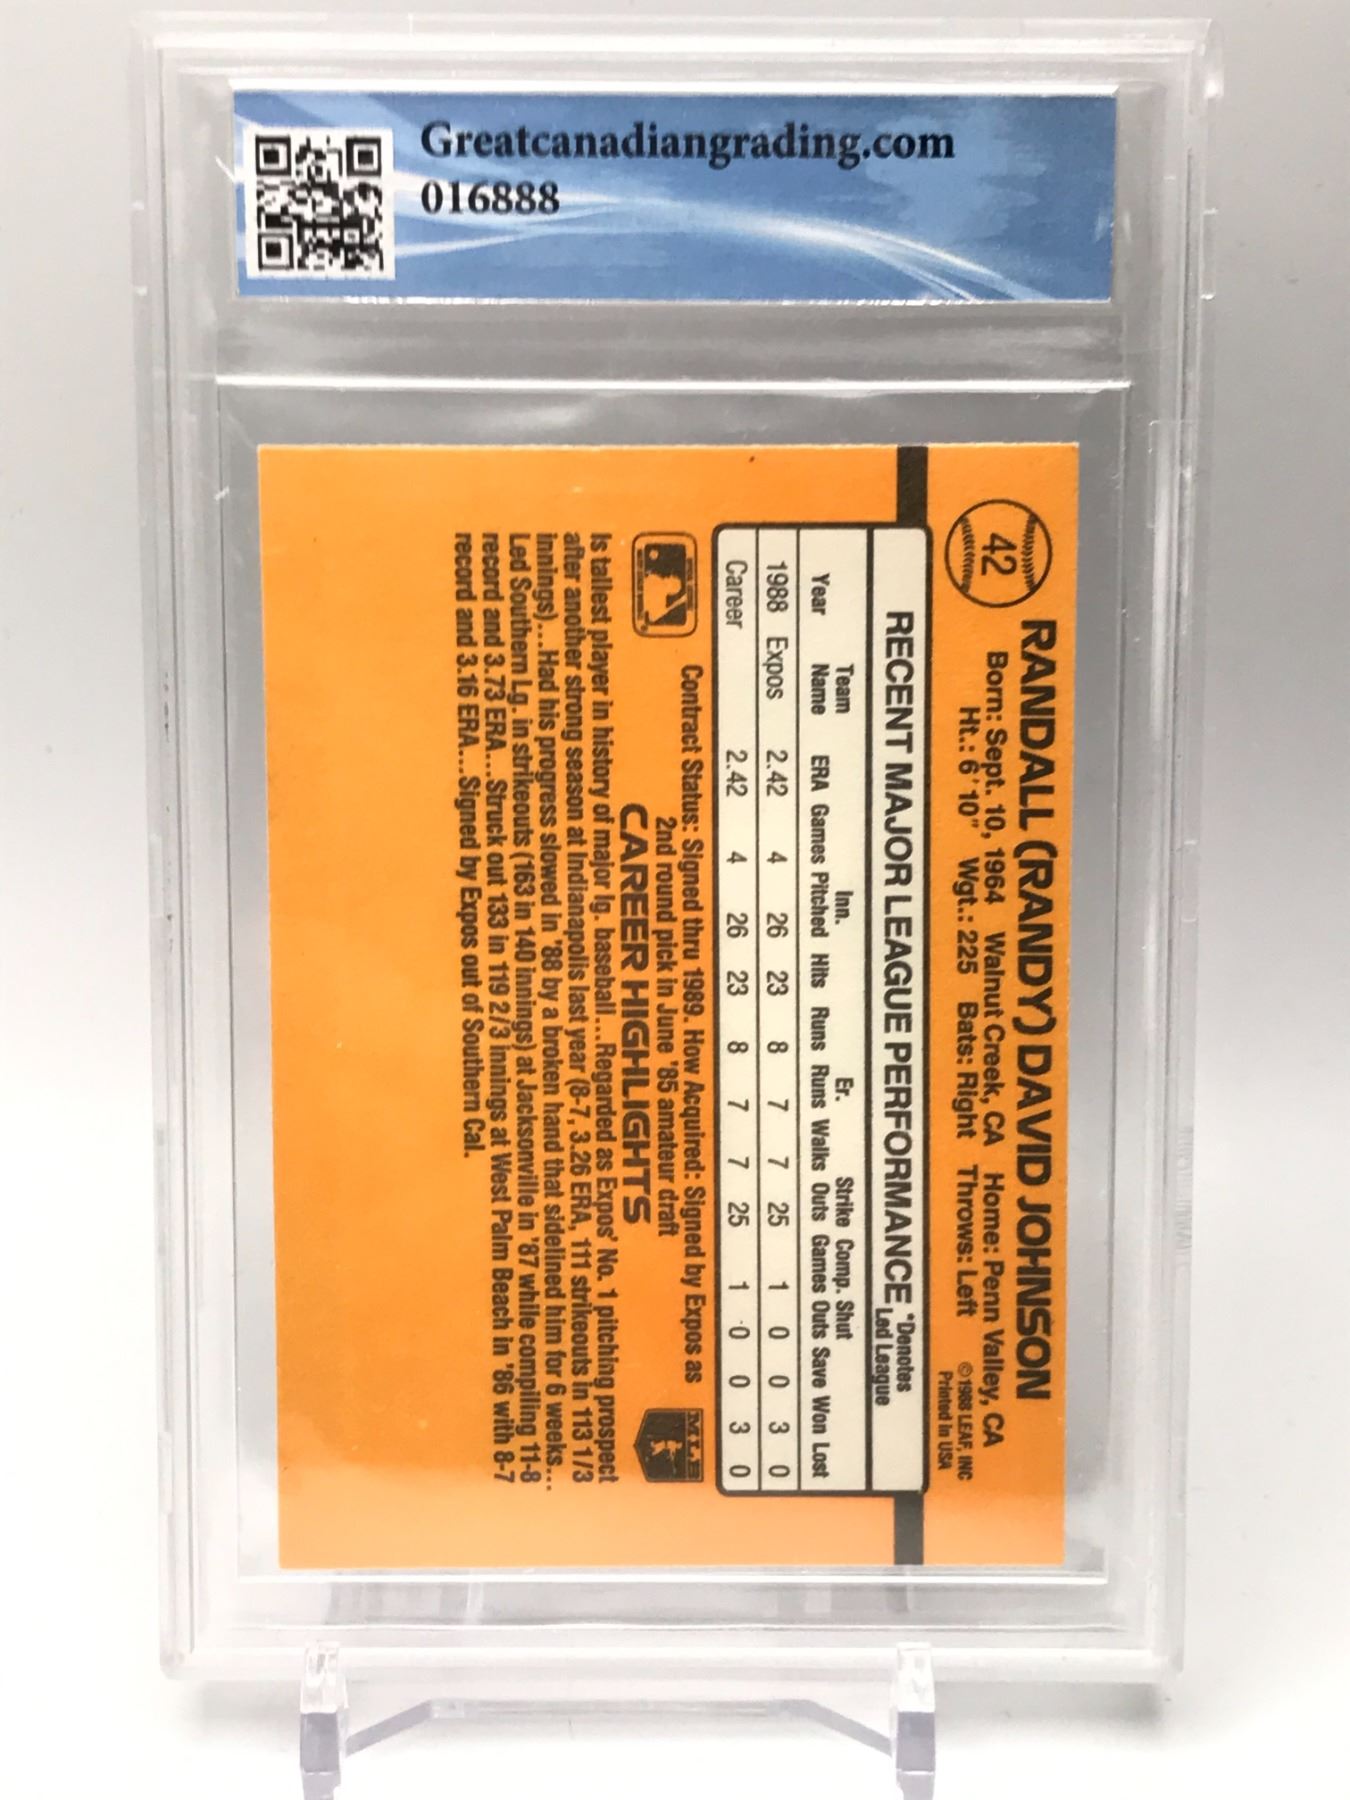 Greatcanadiangrading.com
016888
42
RANDALL (RANDY) DAVID JOHNSON
Born: Sept. 10, 1964 Walnut Creek, CA Home: Penn Valley, CA
Ht.: 6'10" Wgt.: 225 Bats: Right Throws: Left
©1988 LEAF, INC
Printed in USA
RECENT MAJOR LEAGUE PERFORMANCE
*Denotes
Led League
Team Inn. Er. Strike Comp. Shut
Year Name ERA Games Pitched Hits Runs Runs Walks Outs Games Outs Save Won Lost
1988 Expos 2.42 4 26 23 8 7 7 25 1 0 0 3 0
Career 2.42 4 26 23 8 7 7 25 1 0 0 3 0
Contract Status: Signed thru 1989. How Acquired: Signed by Expos as
2nd round pick in June '85 amateur draft
CAREER HIGHLIGHTS
MLB
Is tallest player in history of major lg. baseball...Regarded as Expos' No. 1 pitching prospect
after another strong season at Indianapolis last year (8-7, 3.26 ERA, 111 strikeouts in 113 1/3
innings)...Had his progress slowed in '88 by a broken hand that sidelined him for 6 weeks...
Led Southern Lg. in strikeouts (163 in 140 innings) at Jacksonville in '87 while compiling 11-8
record and 3.73 ERA...Struck out 133 in 119 2/3 innings at West Palm Beach in '86 with 8-7
record and 3.16 ERA...Signed by Expos out of Southern Cal.